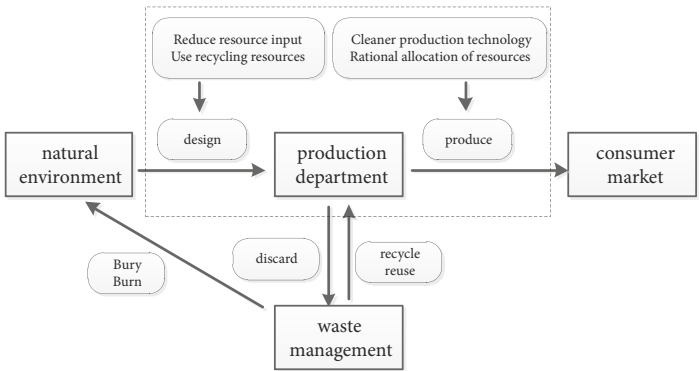 Reduce resource input
Use recycling resources
Cleaner production technology
Rational allocation of resources
design
produce
natural
environment
production
department
consumer
market
Bury
Burn
discard
recycle
reuse
waste
management